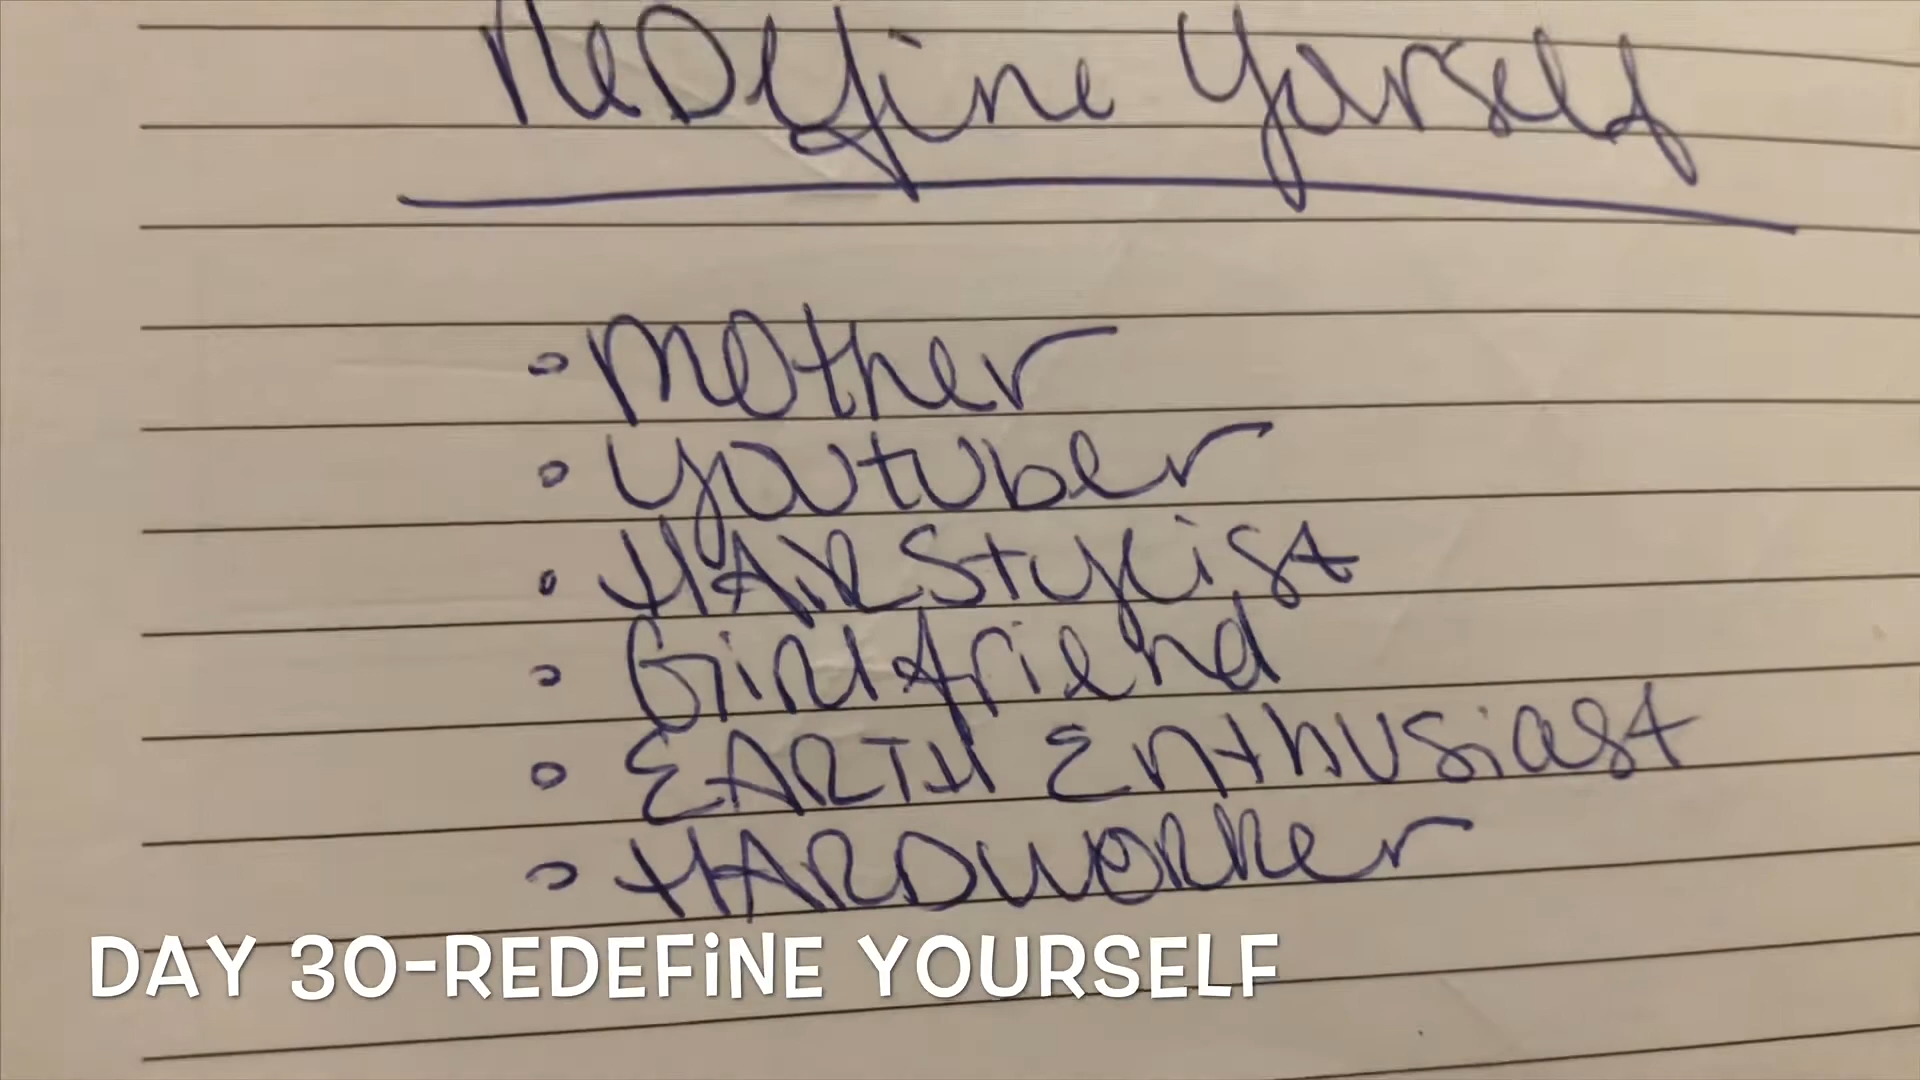 ReDefine Yourself
• Mother
• Youtuber
• HAIRStylist
• Girlfriend
• EARTH Enthusiast
• HARDWORKer
DAY 30-REDEFiNE YOURSELF